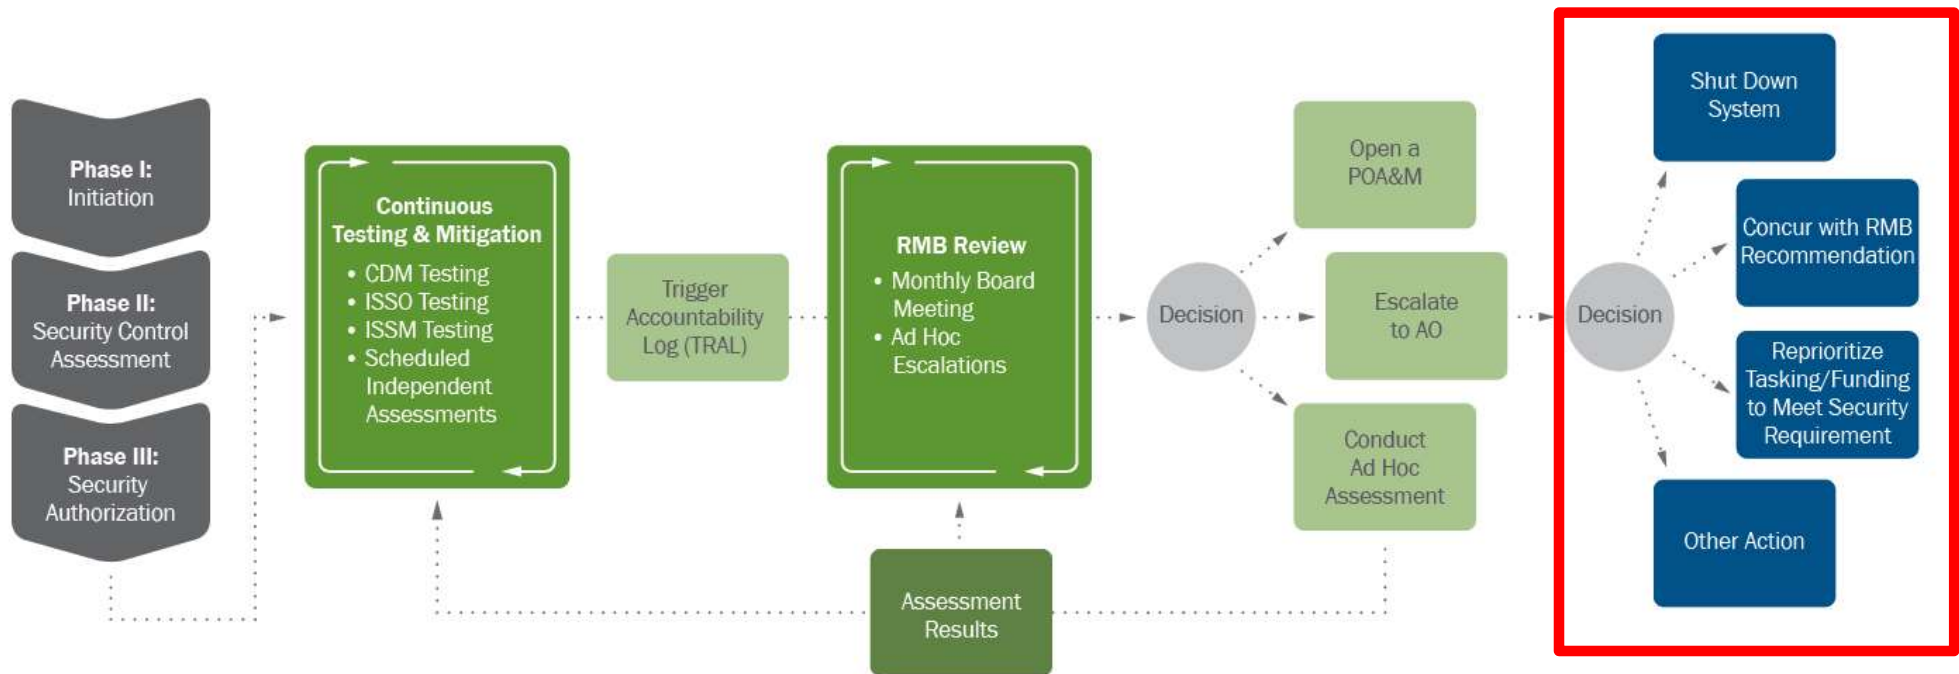 Phase I:
Initiation
Phase II:
Security Control
Assessment
Phase III:
Security
Authorization
Continuous
Testing & Mitigation
• CDM Testing
• ISSO Testing
• ISSM Testing
• Scheduled
Independent
Assessments
Trigger
Accountability
Log (TRAL)
RMB Review
• Monthly Board
Meeting
• Ad Hoc
Escalations
Assessment
Results
Decision
Open a
POA&M
Escalate
to AO
Conduct
Ad Hoc
Assessment
Decision
Shut Down
System
Concur with RMB
Recommendation
Reprioritize
Tasking/Funding
to Meet Security
Requirement
Other Action